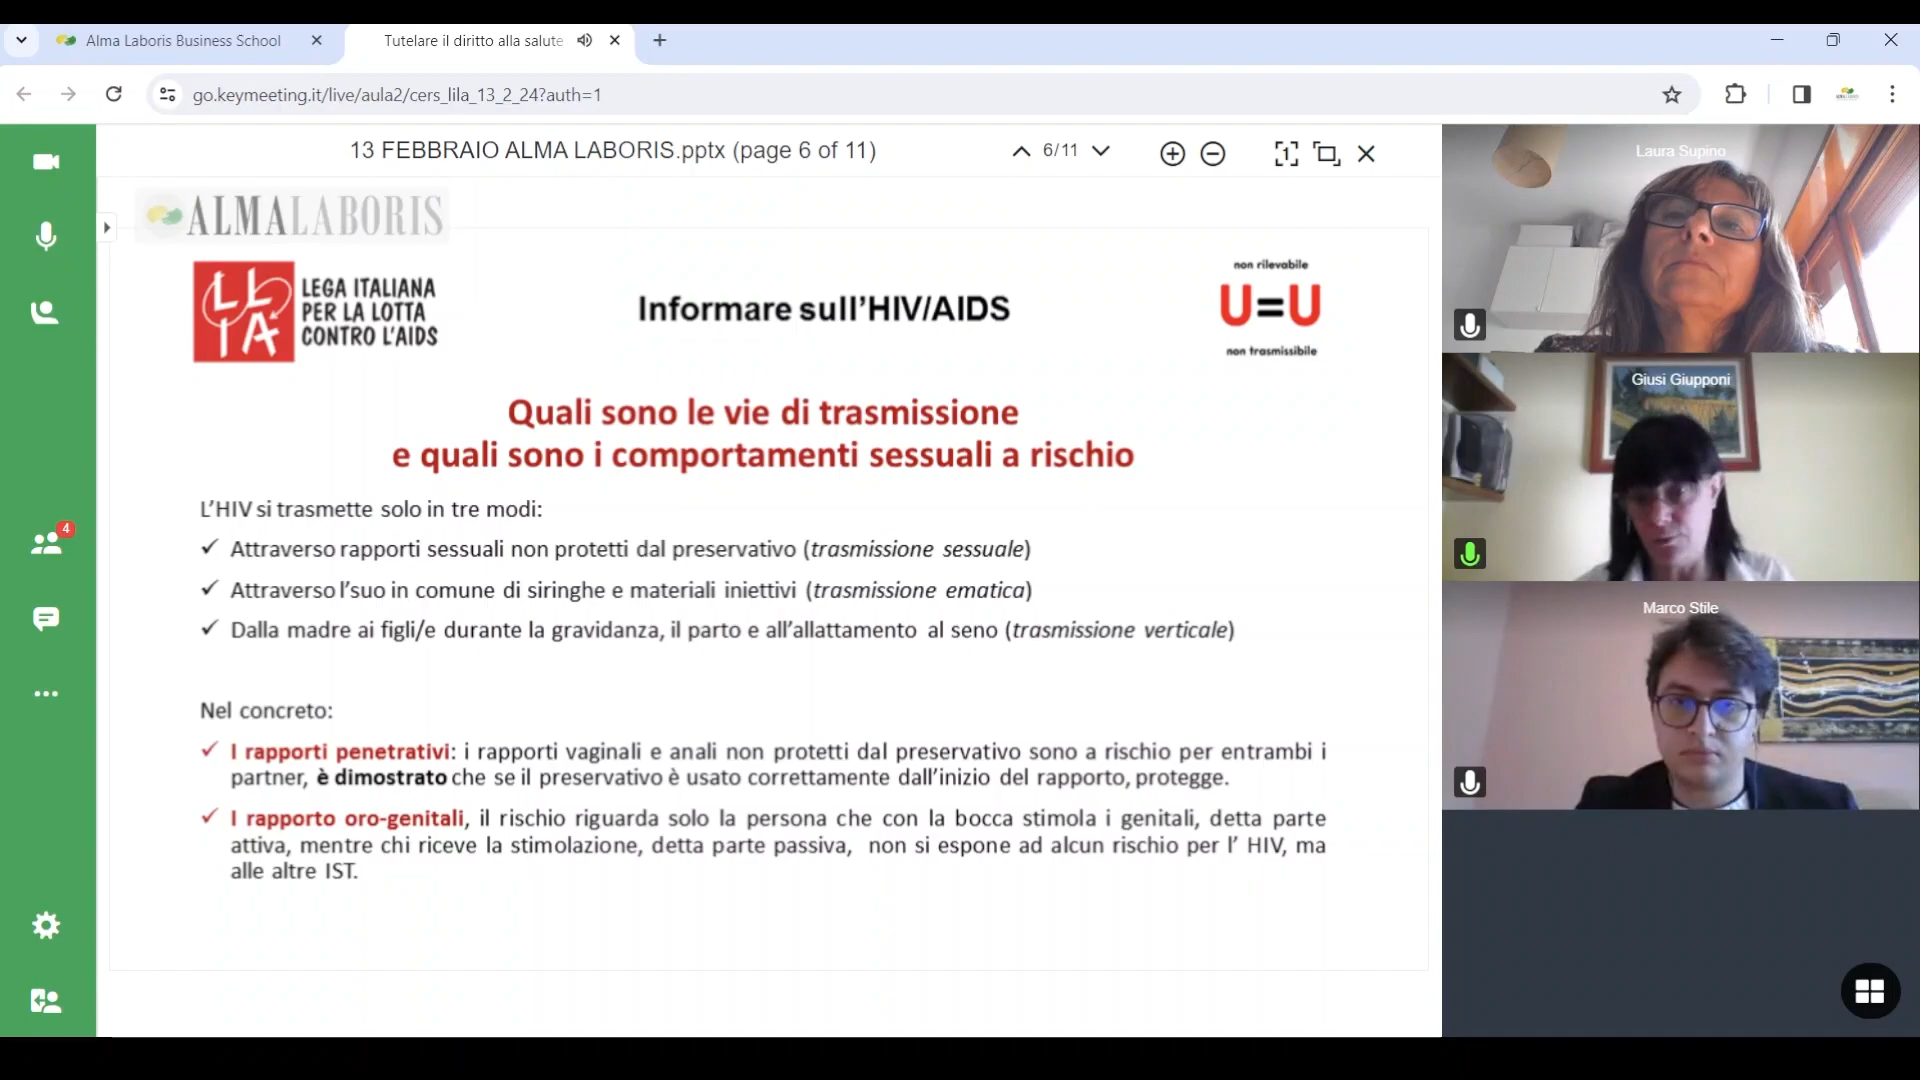 Alma Laboris Business School
Tutelare il diritto alla salute
go.keymeeting.it/live/aula2/cers_lila_13_2_24?auth=1
13 FEBBRAIO ALMA LABORIS.pptx (page 6 of 11)
6/11
ALMALABORIS
LILA
LEGA ITALIANA
PER LA LOTTA
CONTRO L'AIDS
Informare sull'HIV/AIDS
non rilevabile
U=U
non trasmissibile
Quali sono le vie di trasmissione
e quali sono i comportamenti sessuali a rischio
L'HIV si trasmette solo in tre modi:
✓ Attraverso rapporti sessuali non protetti dal preservativo (trasmissione sessuale)
✓ Attraverso l'suo in comune di siringhe e materiali iniettivi (trasmissione ematica)
✓ Dalla madre ai figli/e durante la gravidanza, il parto e all'allattamento al seno (trasmissione verticale)
Nel concreto:
✓ I rapporti penetrativi: i rapporti vaginali e anali non protetti dal preservativo sono a rischio per entrambi i
partner, è dimostrato che se il preservativo è usato correttamente dall'inizio del rapporto, protegge.
✓ I rapporto oro-genitali, il rischio riguarda solo la persona che con la bocca stimola i genitali, detta parte
attiva, mentre chi riceve la stimolazione, detta parte passiva, non si espone ad alcun rischio per l' HIV, ma
alle altre IST.
4
Laura Supino
Giusi Giupponi
Marco Stile